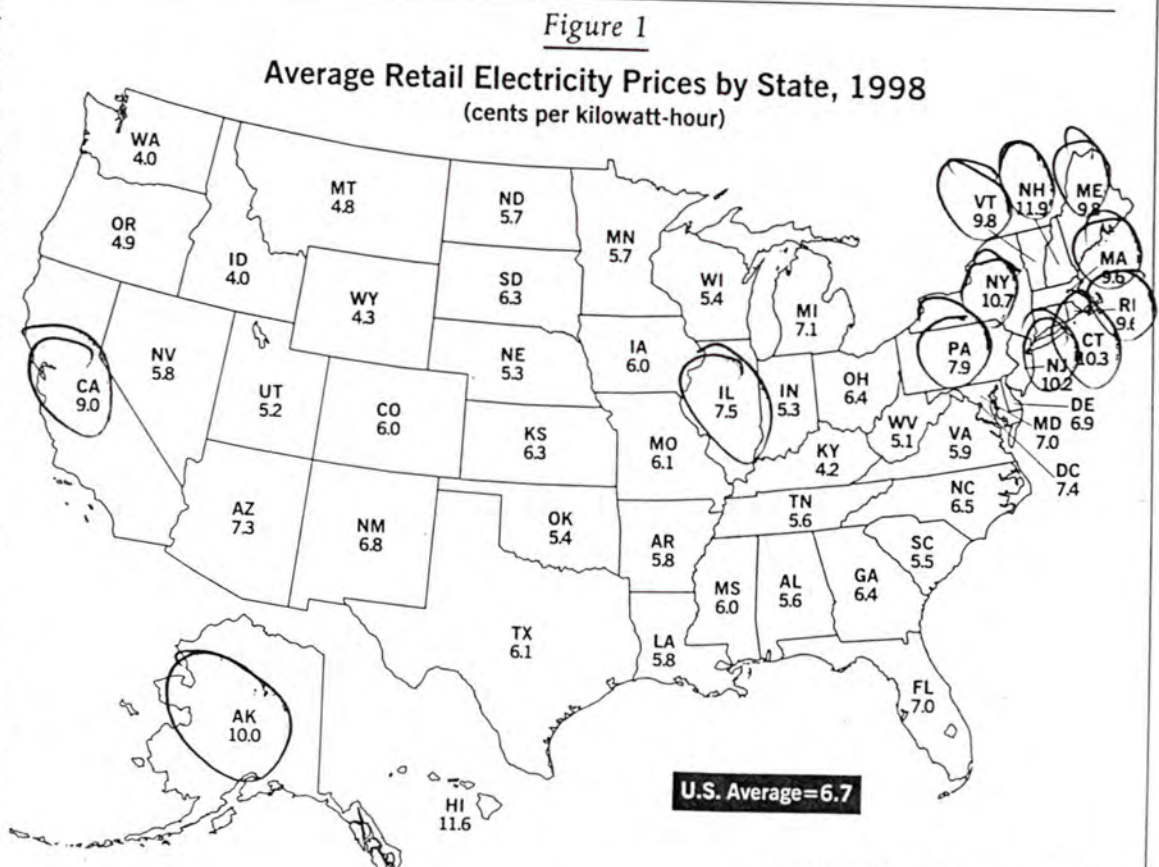 Figure 1
Average Retail Electricity Prices by State, 1998
(cents per kilowatt-hour)
WA
4.0
OR
4.9
CA
9.0
ID
4.0
NV
5.8
MT
4.8
WY
4.3
UT
5.2
AZ
7.3
CO
6.0
NM
6.8
ND
5.7
SD
6.3
NE
5.3
KS
6.3
OK
5.4
TX
6.1
MN
5.7
IA
6.0
MO
6.1
AR
5.8
LA
5.8
WI
5.4
IL
7.5
MI
7.1
IN
5.3
OH
6.4
KY
4.2
TN
5.6
MS
6.0
AL
5.6
GA
6.4
FL
7.0
SC
5.5
NC
6.5
VA
5.9
WV
5.1
PA
7.9
NY
10.7
VT
9.8
NH
11.9
ME
9.8
MA
9.6
RI
CT
10.3
NJ
10.2
DE
6.9
MD
7.0
DC
7.4
AK
10.0
HI
11.6
U.S. Average=6.7